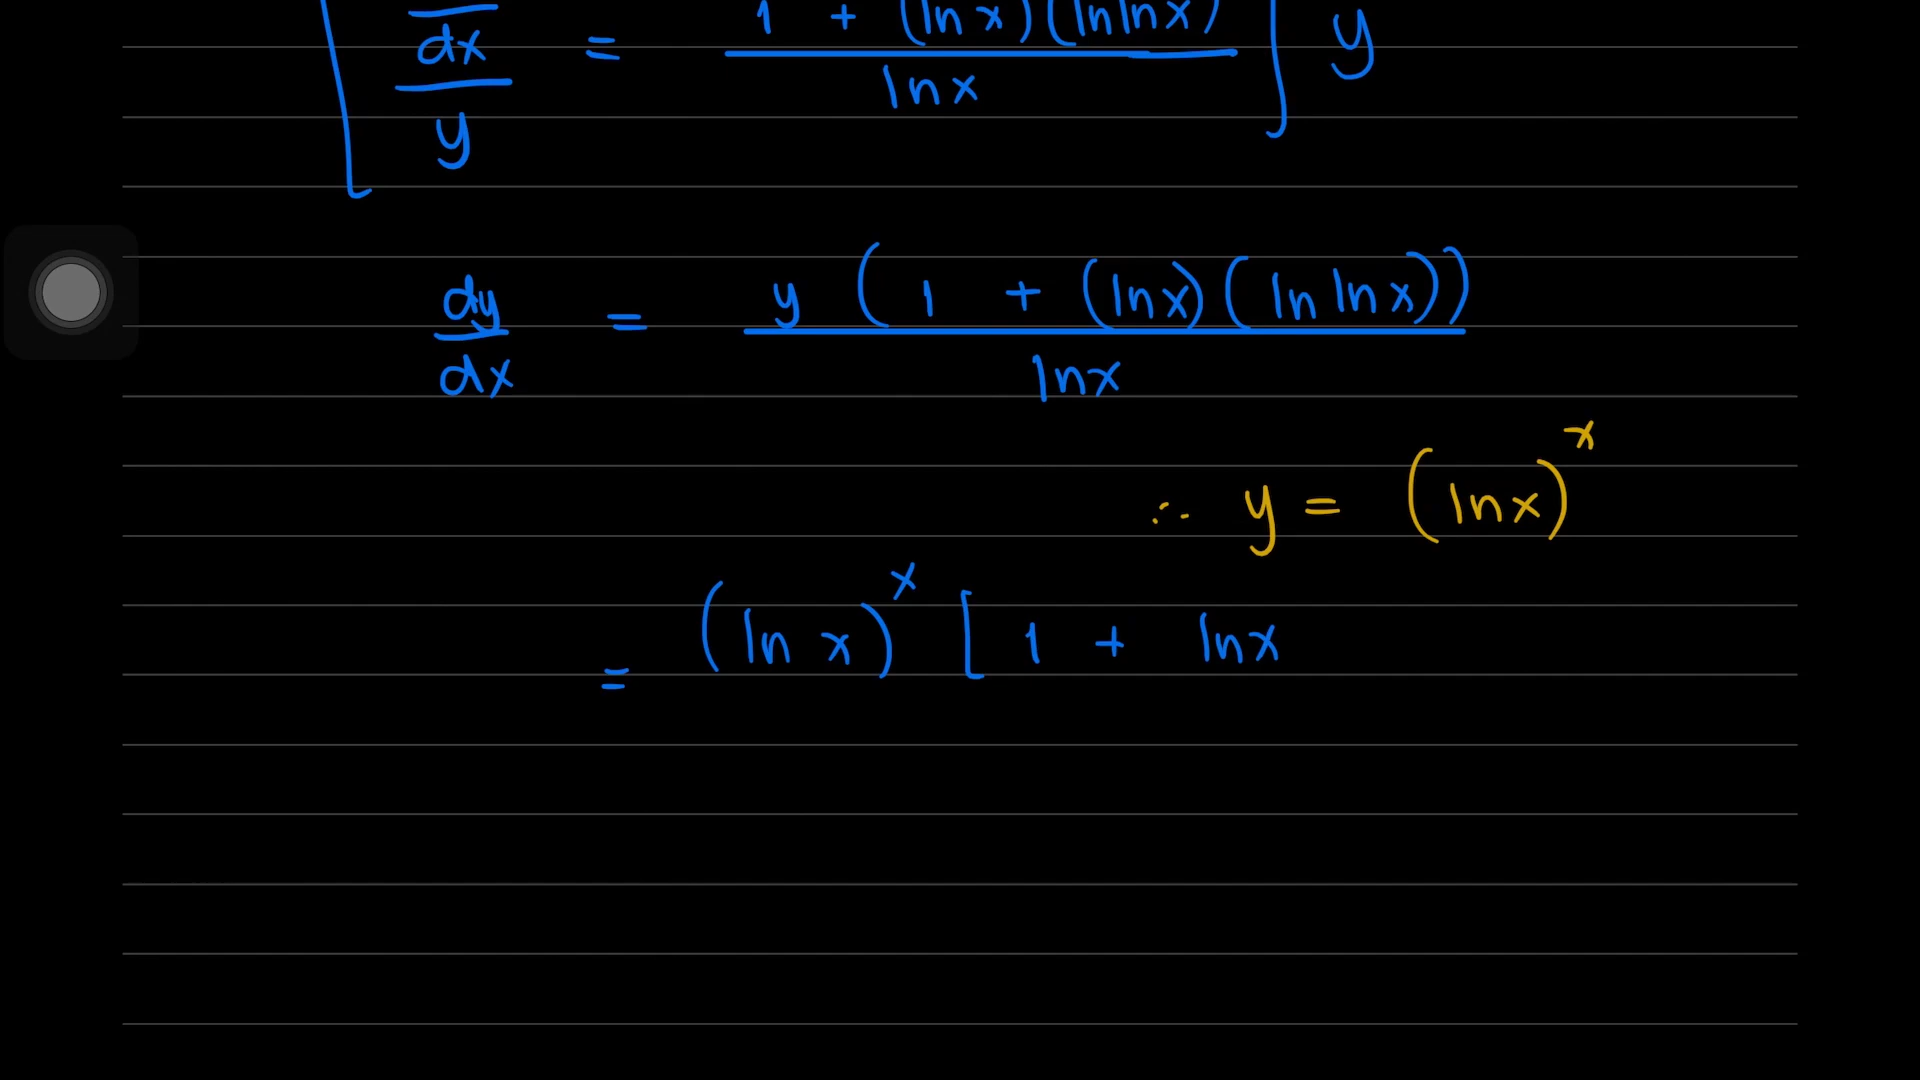 dx/y = 1 + (ln x)(ln ln x) / ln x ] y
dy/dx = y ( 1 + (ln x)(ln ln x)) / ln x
∴ y = (ln x)^x
= (ln x)^x [ 1 + ln x